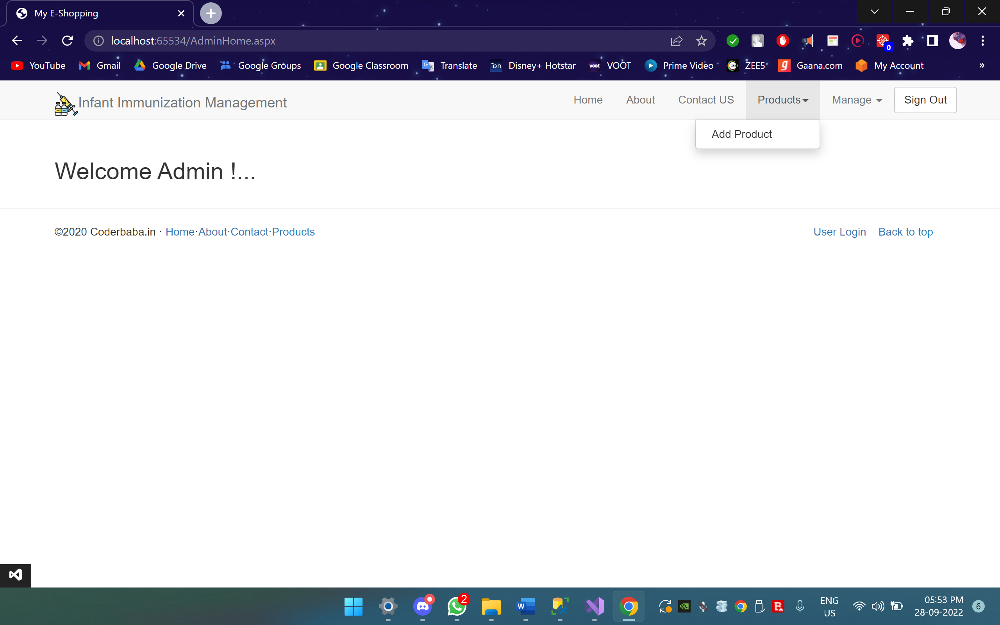 My E-Shopping
localhost:65534/AdminHome.aspx
0
YouTube Gmail Google Drive Google Groups Google Classroom Translate Disney+ Hotstar voot VOOT Prime Video ZEE5 Gaana.com My Account »
Infant Immunization Management Home About Contact US Products Manage Sign Out
Add Product
Welcome Admin !...
©2020 Coderbaba.in · Home·About·Contact·Products User Login Back to top
2
ENG
US
05:53 PM
28-09-2022
6